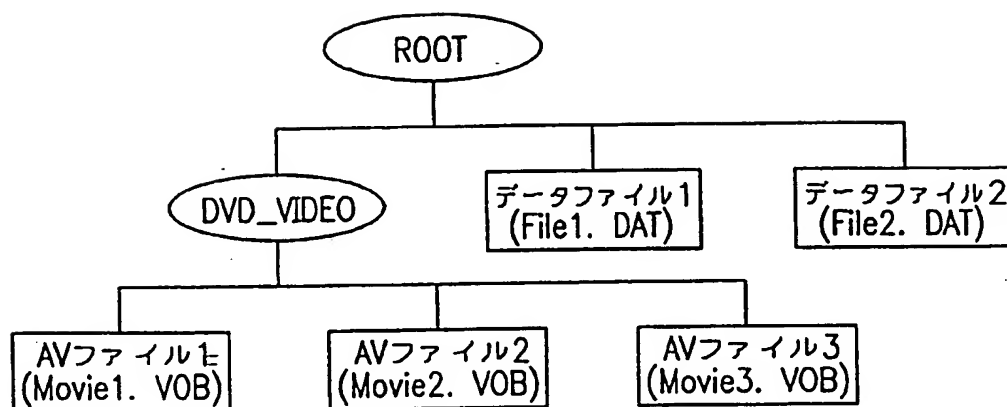 ROOT
DVD_VIDEO
データファイル1
(File1. DAT)
データファイル2
(File2. DAT)
AVファイル1
(Movie1. VOB)
AVファイル2
(Movie2. VOB)
AVファイル3
(Movie3. VOB)